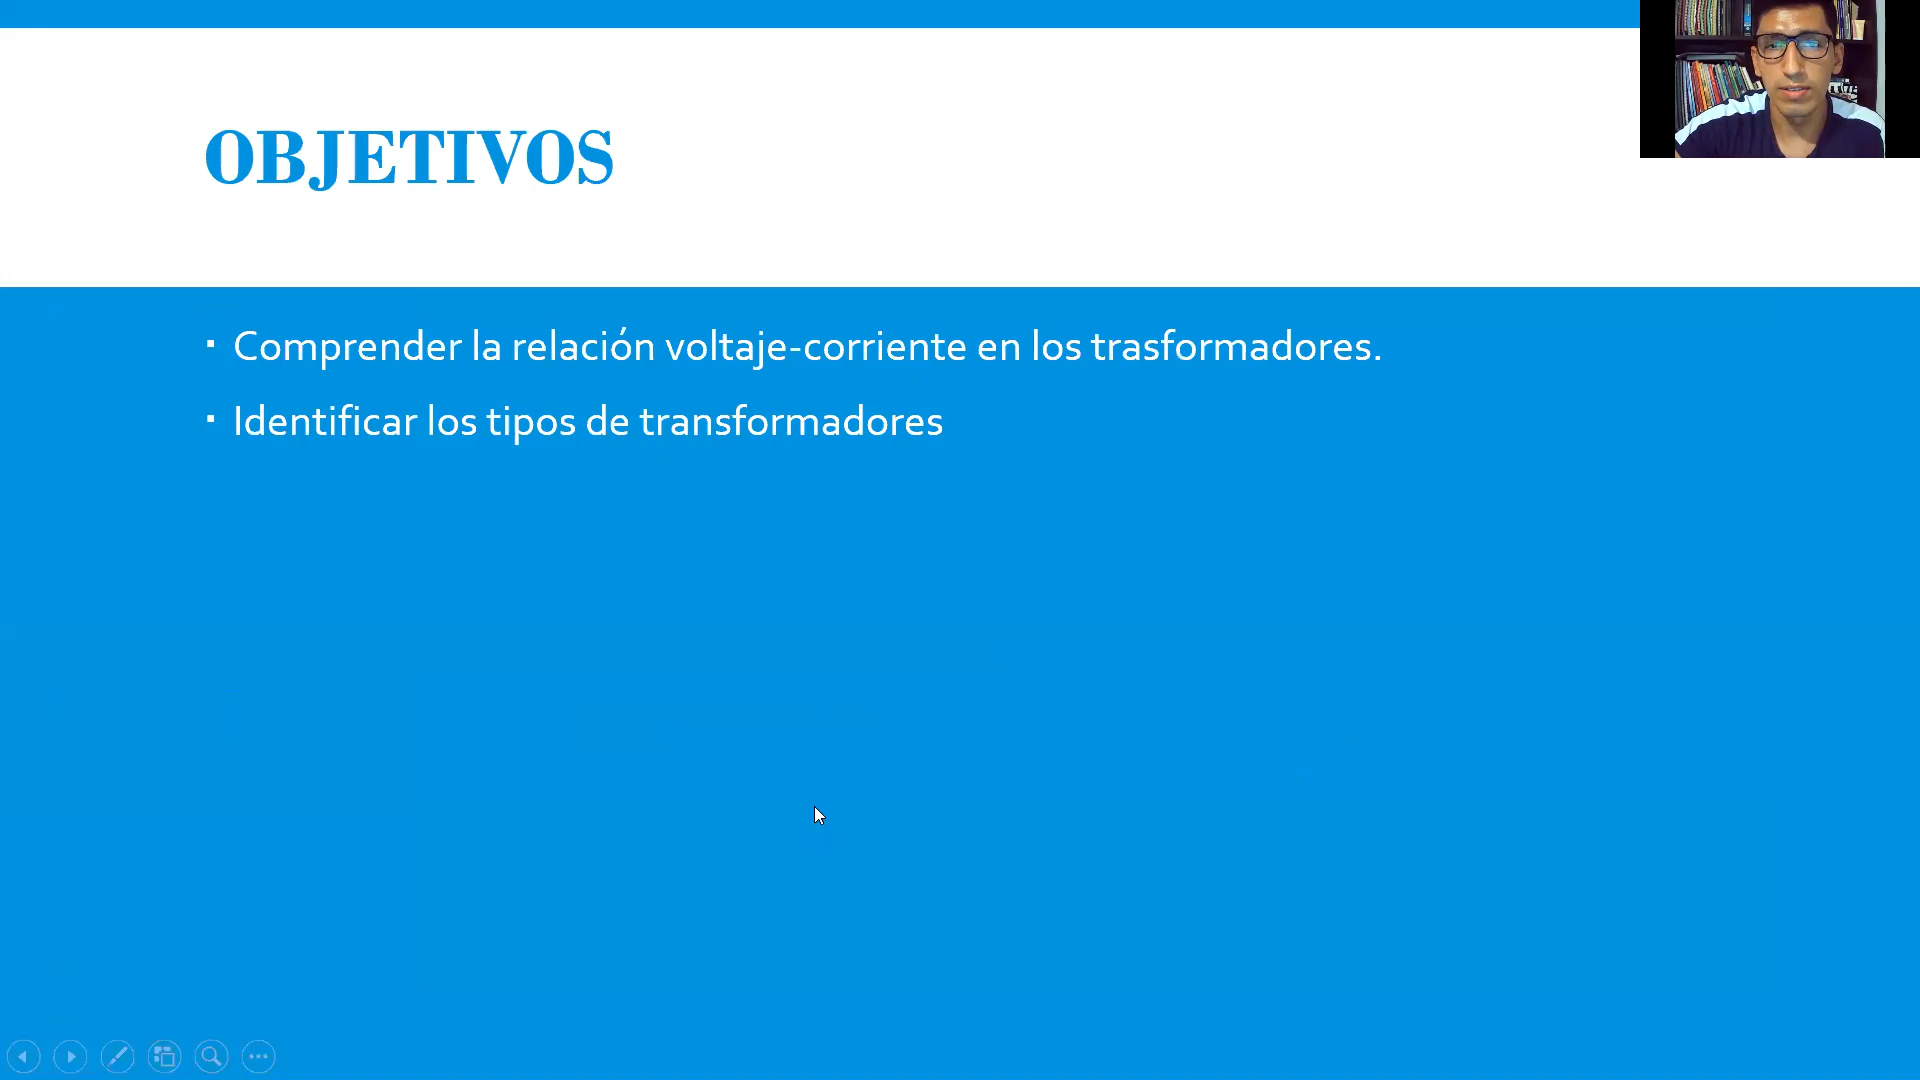 OBJETIVOS
▪ Comprender la relación voltaje-corriente en los trasformadores.
▪ Identificar los tipos de transformadores